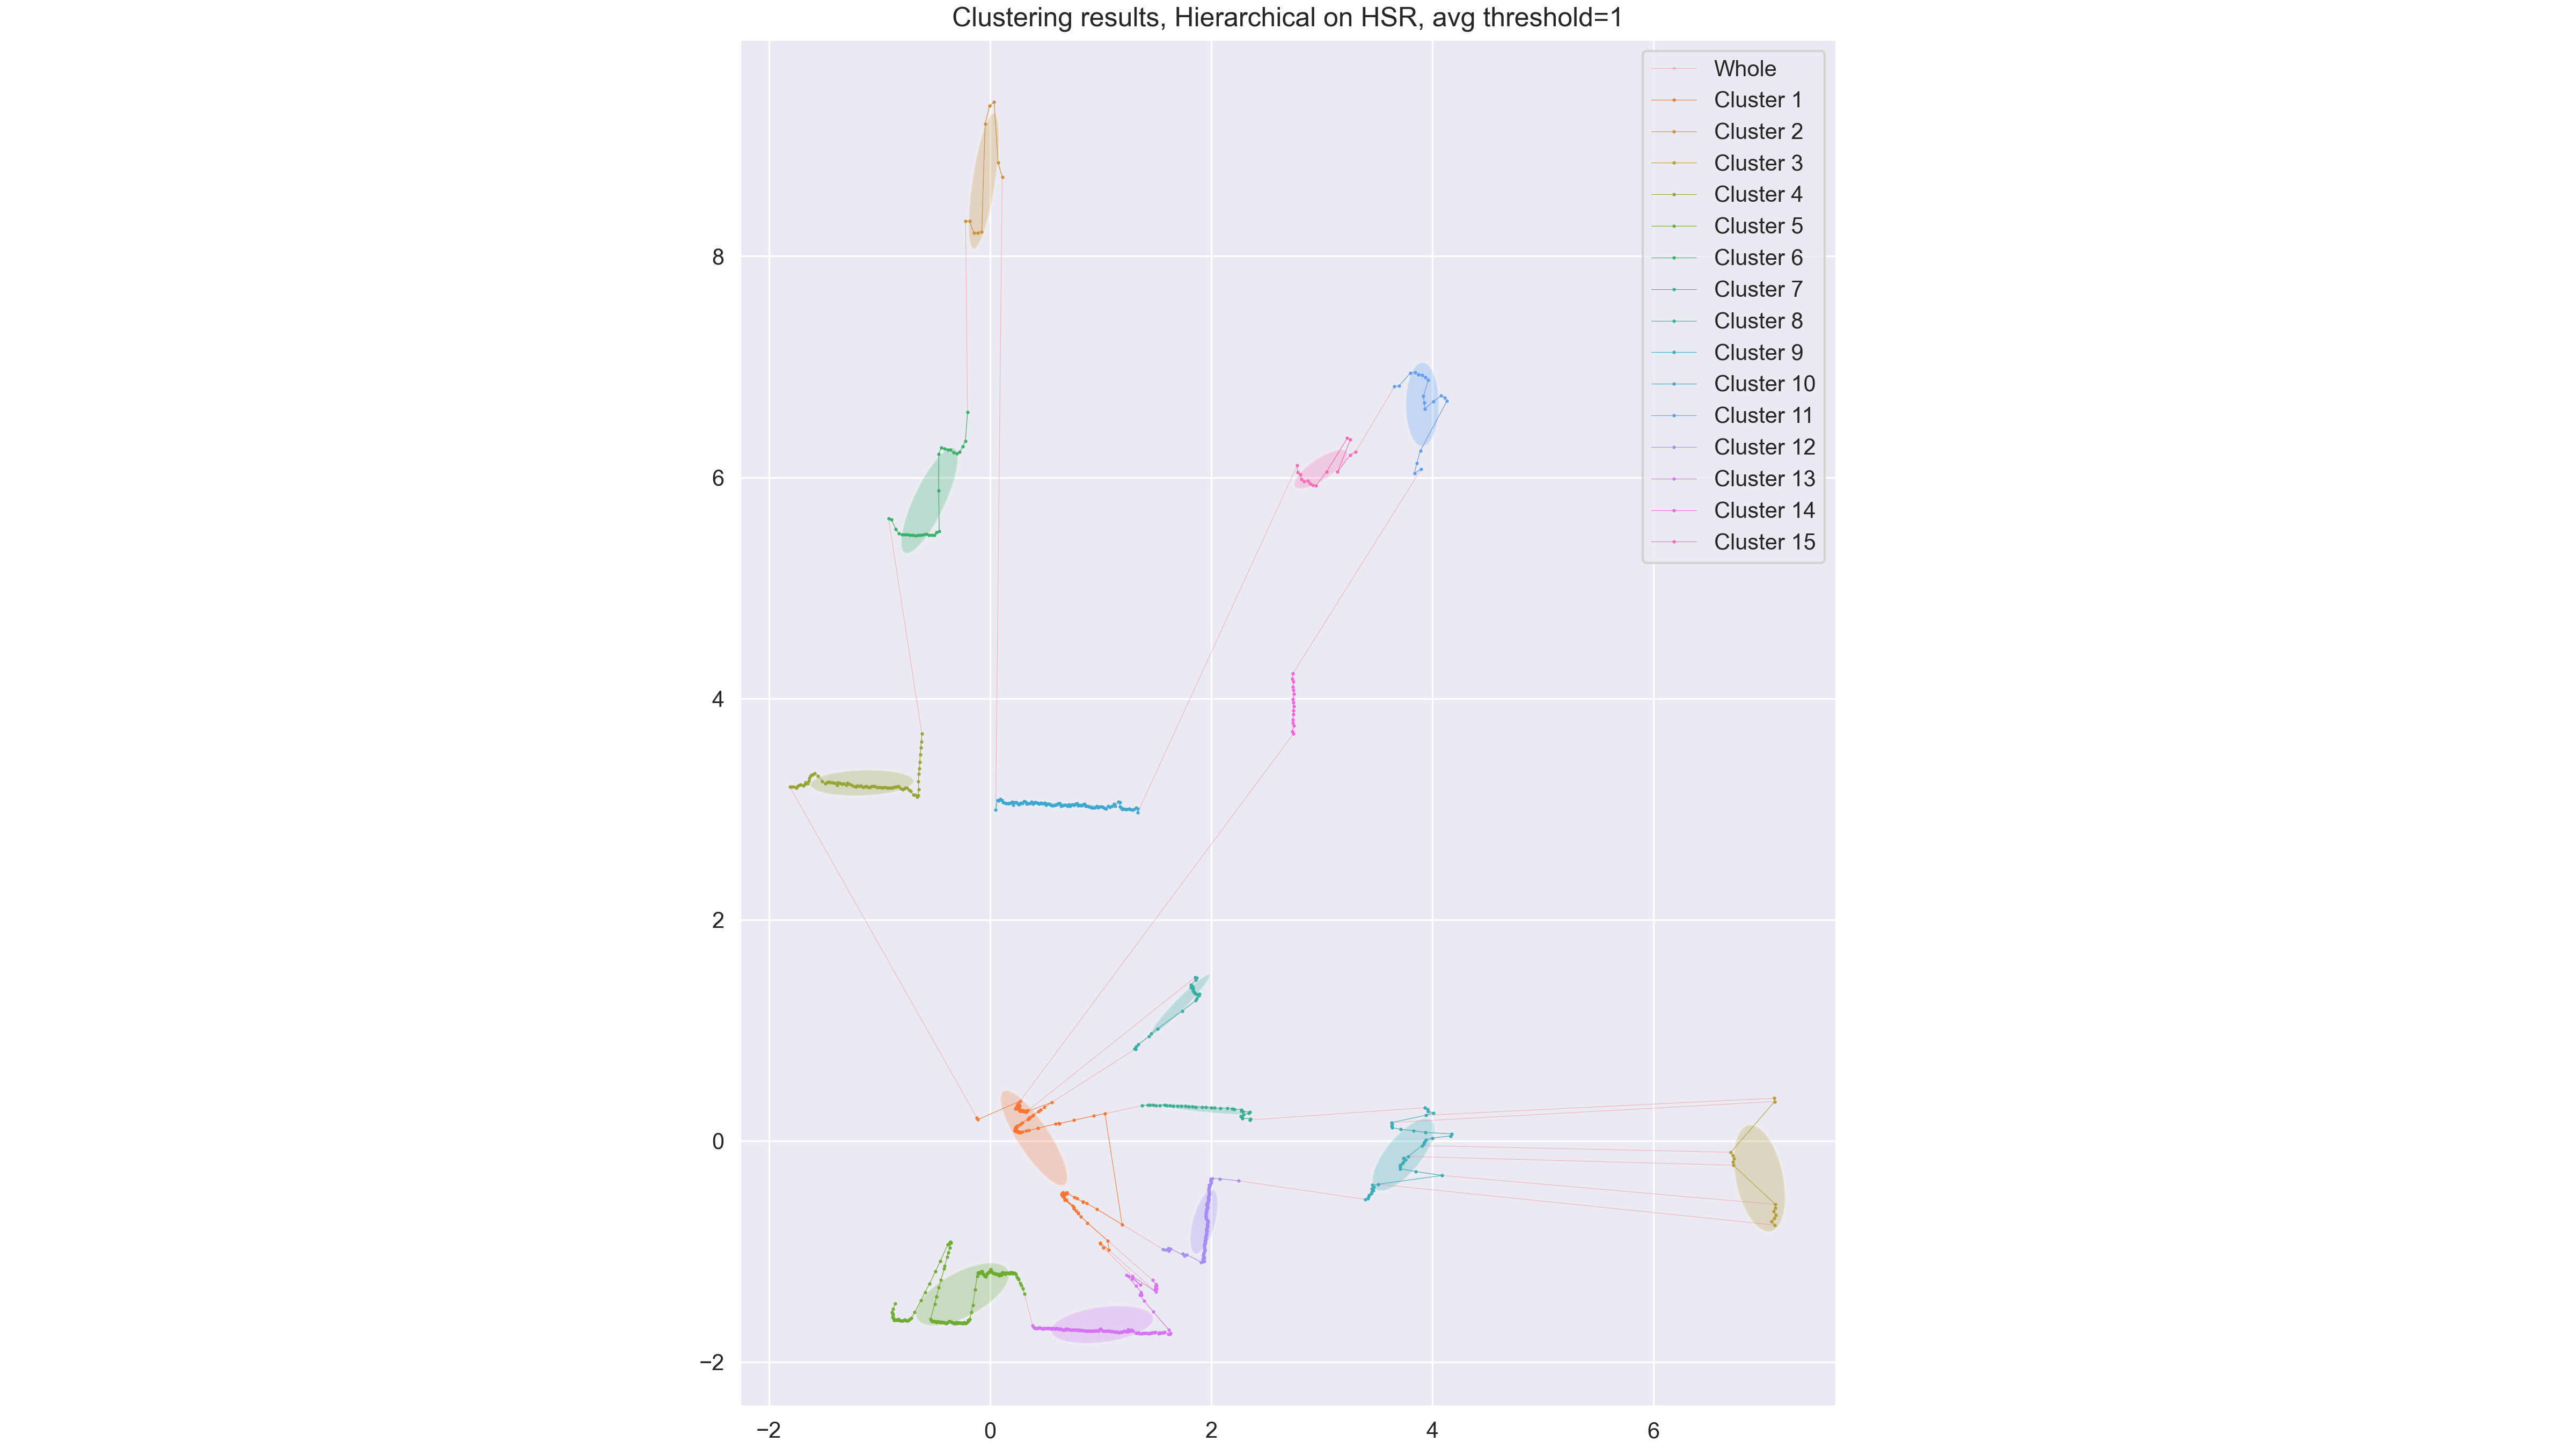 Clustering results, Hierarchical on HSR, avg threshold=1
Whole
Cluster 1
Cluster 2
Cluster 3
Cluster 4
Cluster 5
Cluster 6
Cluster 7
Cluster 8
Cluster 9
Cluster 10
Cluster 11
Cluster 12
Cluster 13
Cluster 14
Cluster 15
8
6
4
2
0
−2
−2
0
2
4
6